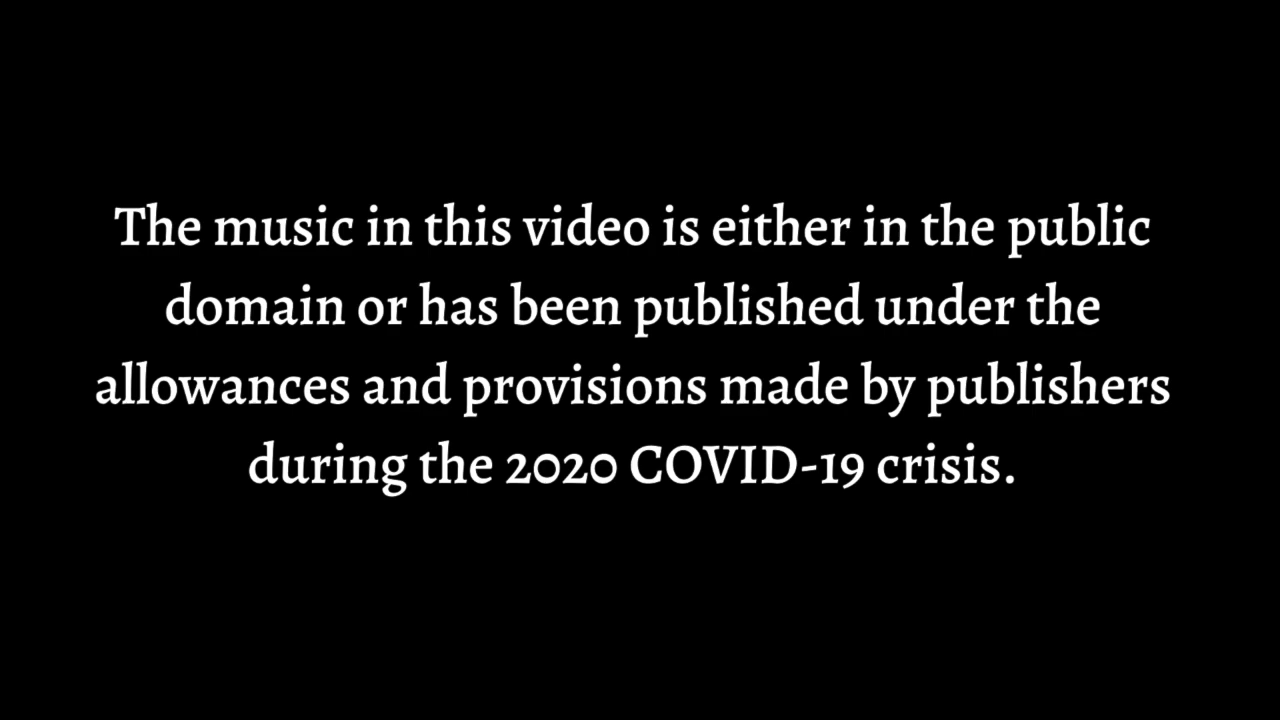 The music in this video is either in the public
domain or has been published under the
allowances and provisions made by publishers
during the 2020 COVID-19 crisis.